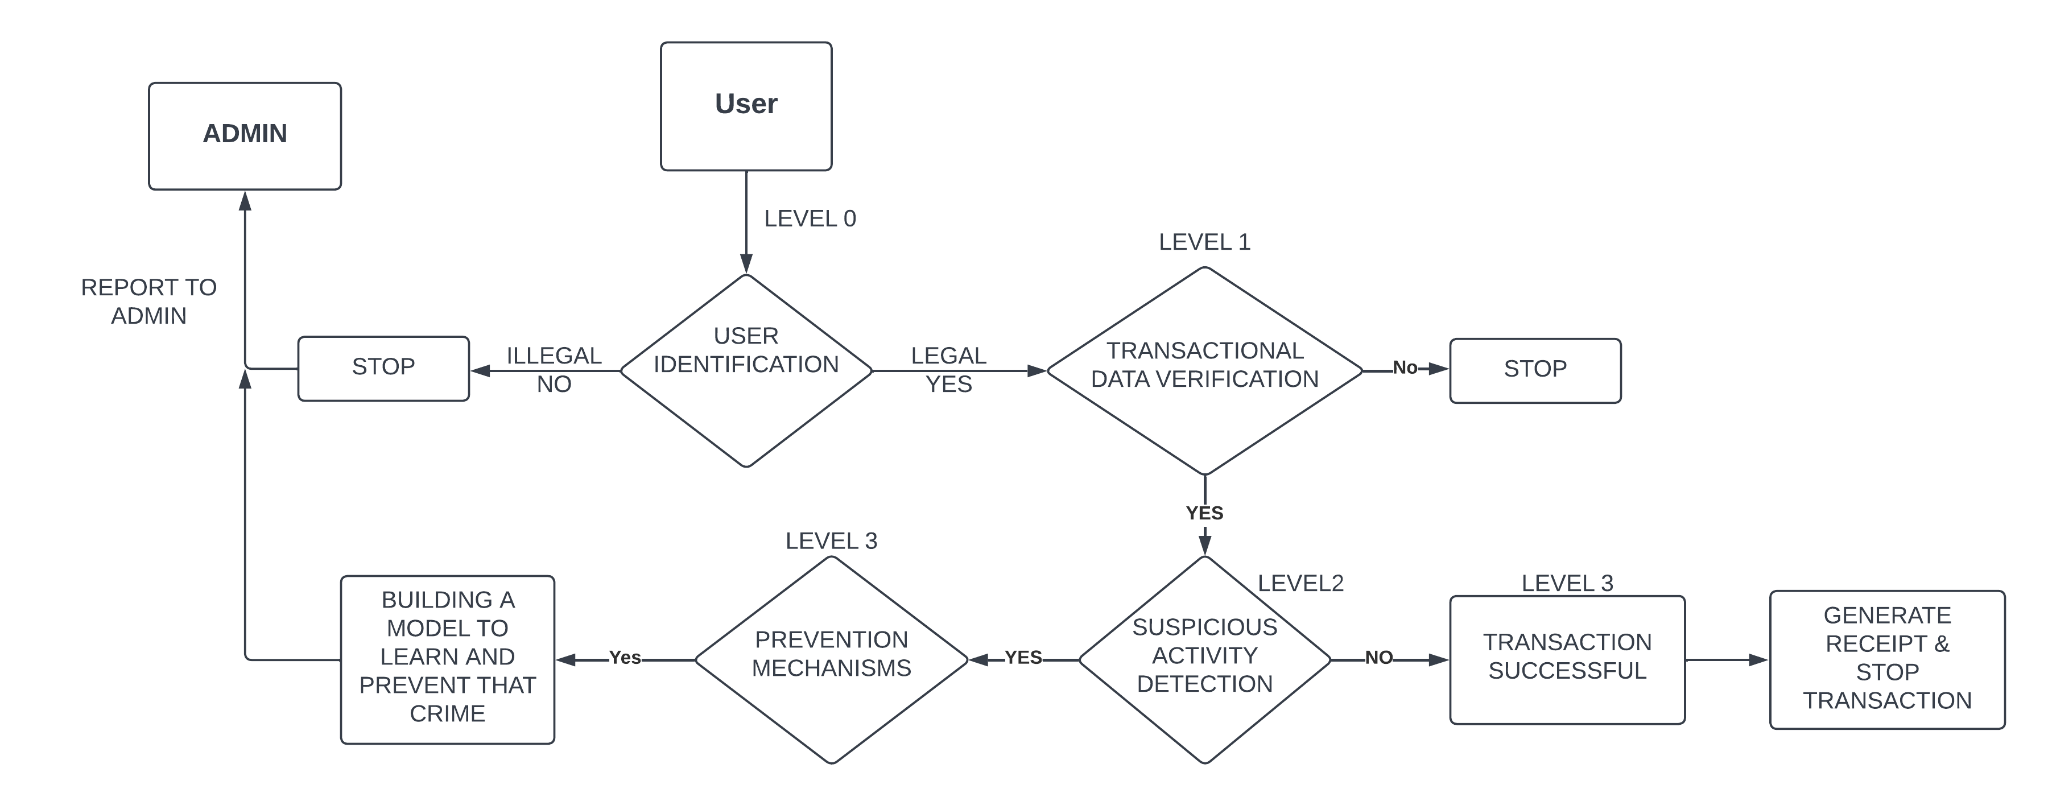 User
ADMIN
LEVEL 0
LEVEL 1
REPORT TO
ADMIN
STOP
ILLEGAL
NO
USER
IDENTIFICATION
LEGAL
YES
TRANSACTIONAL
DATA VERIFICATION
No
STOP
YES
LEVEL 3
LEVEL2
LEVEL 3
BUILDING A
MODEL TO
LEARN AND
PREVENT THAT
CRIME
Yes
PREVENTION
MECHANISMS
YES
SUSPICIOUS
ACTIVITY
DETECTION
NO
TRANSACTION
SUCCESSFUL
GENERATE
RECEIPT &
STOP
TRANSACTION